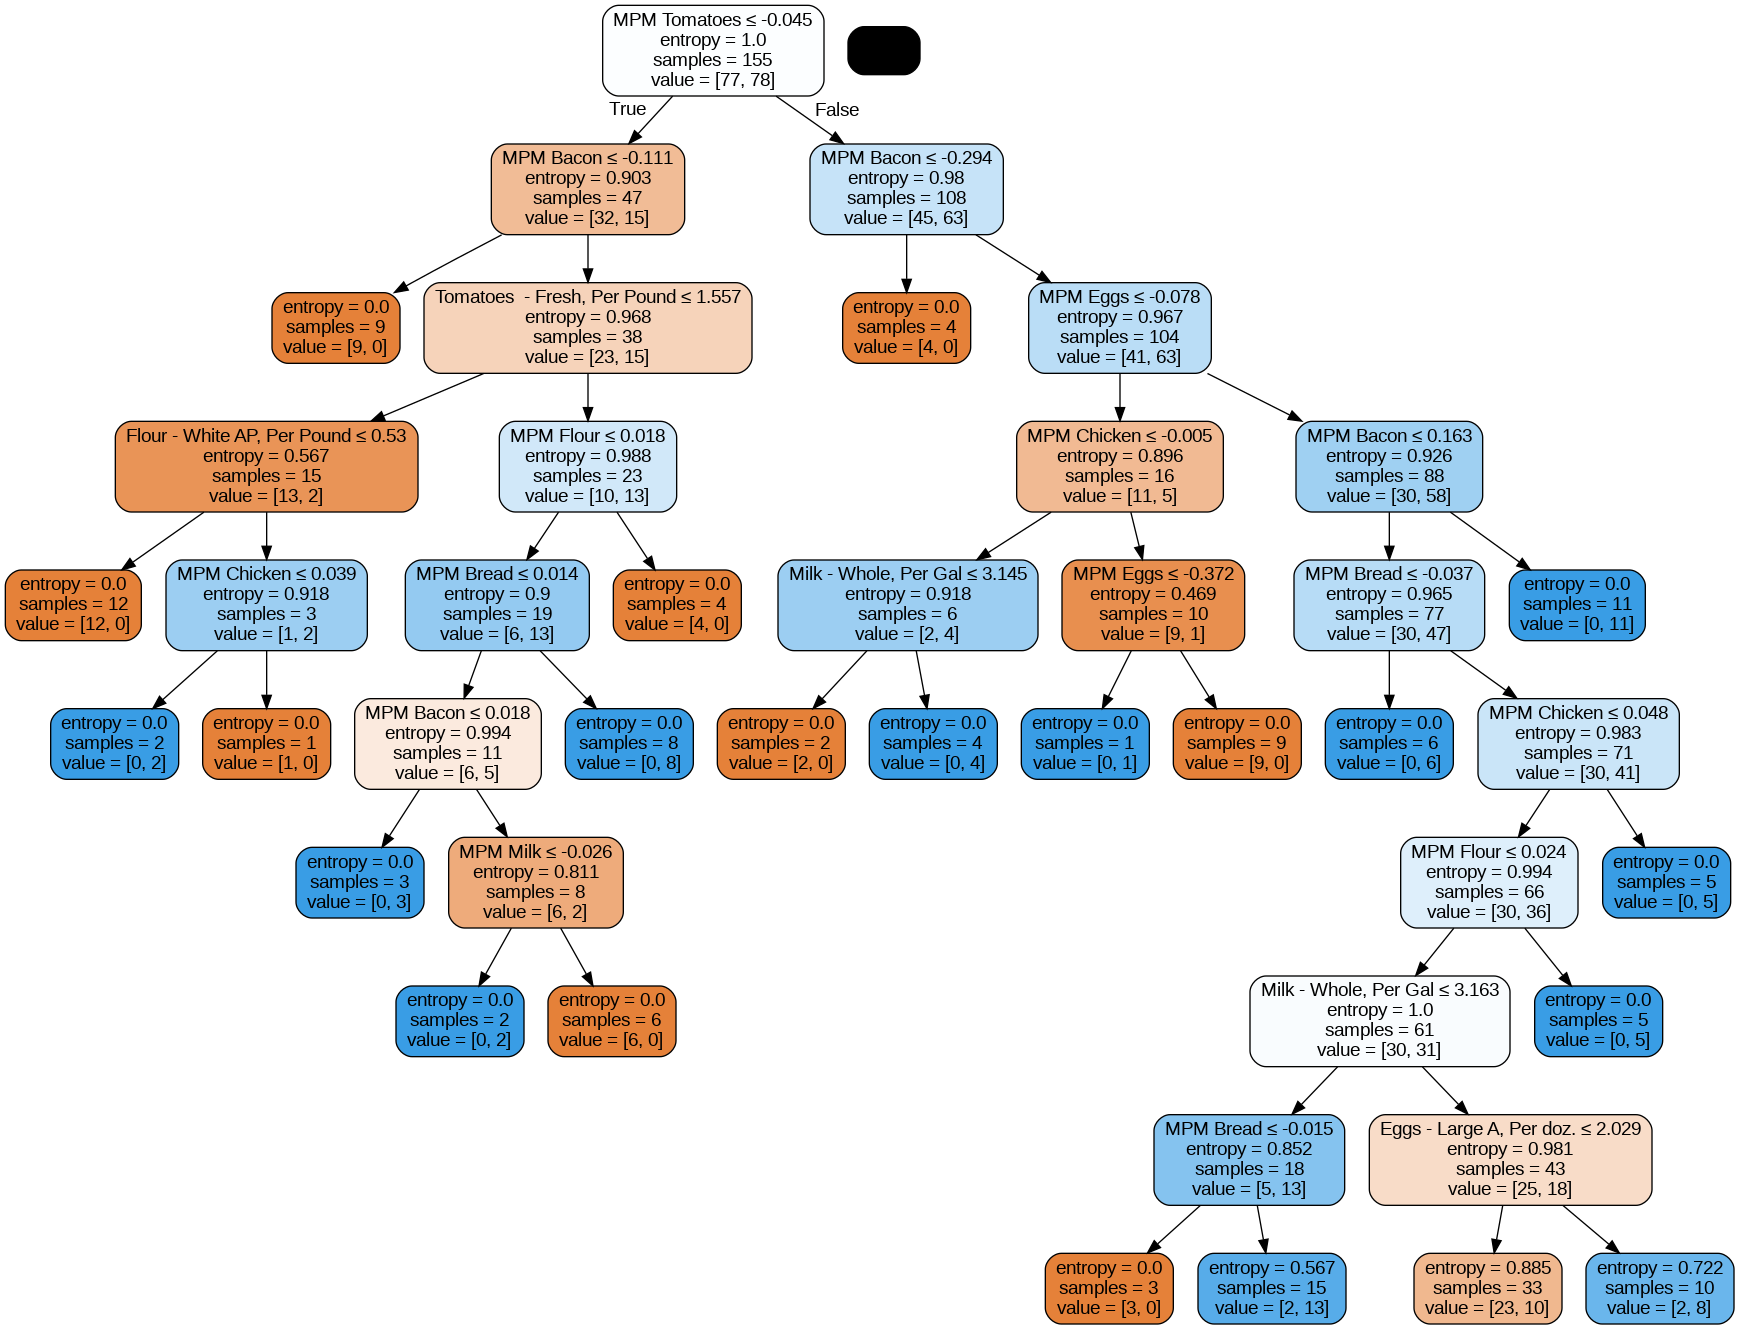 MPM Tomatoes ≤ -0.045
entropy = 1.0
samples = 155
value = [77, 78]
True
False
MPM Bacon ≤ -0.111
entropy = 0.903
samples = 47
value = [32, 15]
MPM Bacon ≤ -0.294
entropy = 0.98
samples = 108
value = [45, 63]
entropy = 0.0
samples = 9
value = [9, 0]
Tomatoes  - Fresh, Per Pound ≤ 1.557
entropy = 0.968
samples = 38
value = [23, 15]
entropy = 0.0
samples = 4
value = [4, 0]
MPM Eggs ≤ -0.078
entropy = 0.967
samples = 104
value = [41, 63]
Flour - White AP, Per Pound ≤ 0.53
entropy = 0.567
samples = 15
value = [13, 2]
MPM Flour ≤ 0.018
entropy = 0.988
samples = 23
value = [10, 13]
MPM Chicken ≤ -0.005
entropy = 0.896
samples = 16
value = [11, 5]
MPM Bacon ≤ 0.163
entropy = 0.926
samples = 88
value = [30, 58]
entropy = 0.0
samples = 12
value = [12, 0]
MPM Chicken ≤ 0.039
entropy = 0.918
samples = 3
value = [1, 2]
MPM Bread ≤ 0.014
entropy = 0.9
samples = 19
value = [6, 13]
entropy = 0.0
samples = 4
value = [4, 0]
Milk - Whole, Per Gal ≤ 3.145
entropy = 0.918
samples = 6
value = [2, 4]
MPM Eggs ≤ -0.372
entropy = 0.469
samples = 10
value = [9, 1]
MPM Bread ≤ -0.037
entropy = 0.965
samples = 77
value = [30, 47]
entropy = 0.0
samples = 11
value = [0, 11]
entropy = 0.0
samples = 2
value = [0, 2]
entropy = 0.0
samples = 1
value = [1, 0]
MPM Bacon ≤ 0.018
entropy = 0.994
samples = 11
value = [6, 5]
entropy = 0.0
samples = 8
value = [0, 8]
entropy = 0.0
samples = 2
value = [2, 0]
entropy = 0.0
samples = 4
value = [0, 4]
entropy = 0.0
samples = 1
value = [0, 1]
entropy = 0.0
samples = 9
value = [9, 0]
entropy = 0.0
samples = 6
value = [0, 6]
MPM Chicken ≤ 0.048
entropy = 0.983
samples = 71
value = [30, 41]
entropy = 0.0
samples = 3
value = [0, 3]
MPM Milk ≤ -0.026
entropy = 0.811
samples = 8
value = [6, 2]
MPM Flour ≤ 0.024
entropy = 0.994
samples = 66
value = [30, 36]
entropy = 0.0
samples = 5
value = [0, 5]
entropy = 0.0
samples = 2
value = [0, 2]
entropy = 0.0
samples = 6
value = [6, 0]
Milk - Whole, Per Gal ≤ 3.163
entropy = 1.0
samples = 61
value = [30, 31]
entropy = 0.0
samples = 5
value = [0, 5]
MPM Bread ≤ -0.015
entropy = 0.852
samples = 18
value = [5, 13]
Eggs - Large A, Per doz. ≤ 2.029
entropy = 0.981
samples = 43
value = [25, 18]
entropy = 0.0
samples = 3
value = [3, 0]
entropy = 0.567
samples = 15
value = [2, 13]
entropy = 0.885
samples = 33
value = [23, 10]
entropy = 0.722
samples = 10
value = [2, 8]